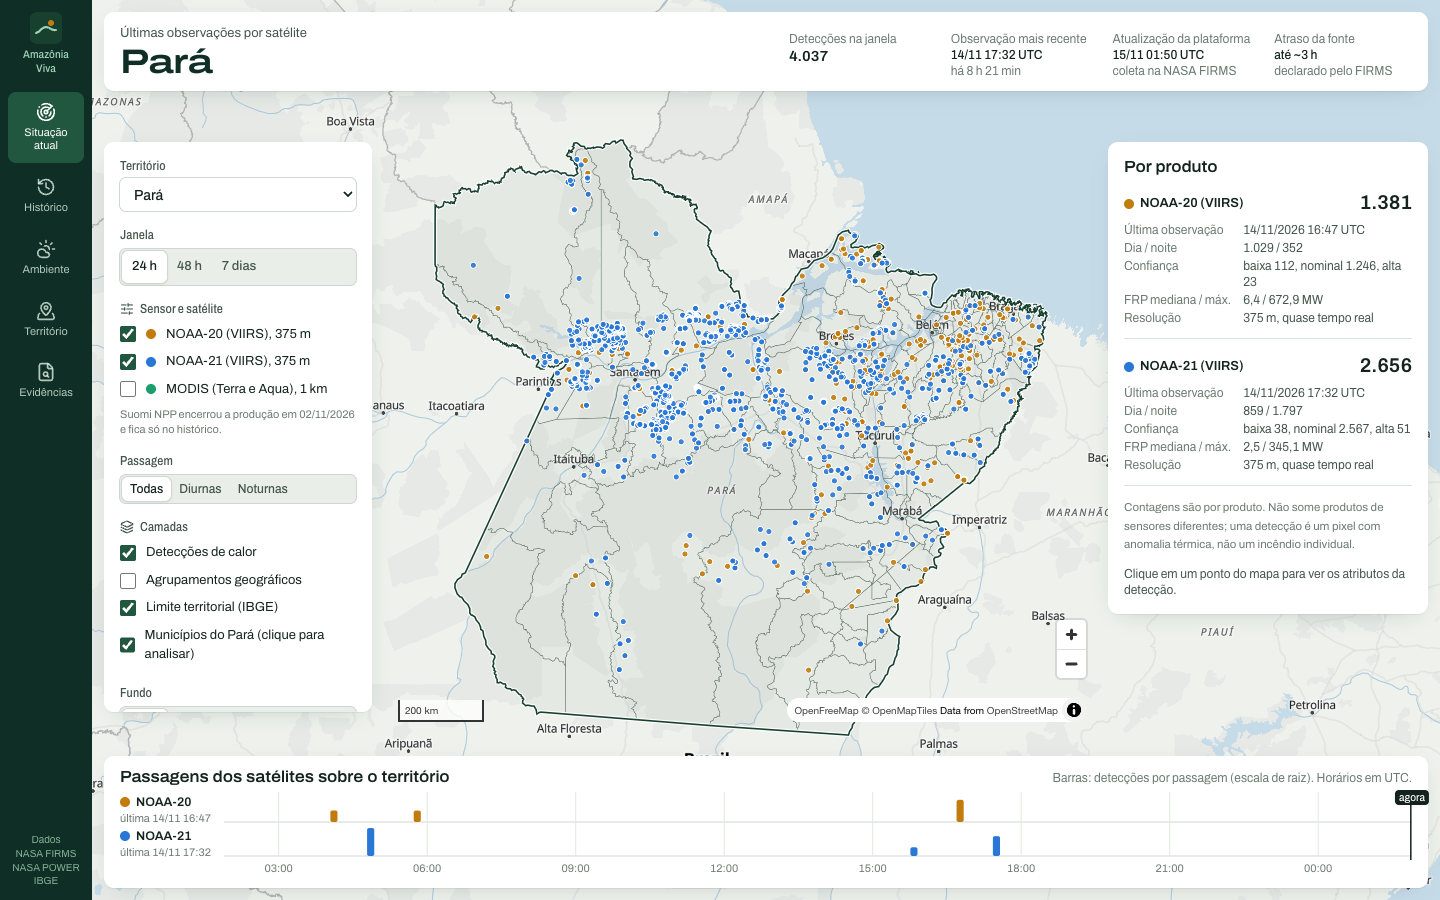 Amazônia
Viva
Situação
atual
Histórico
Ambiente
Território
Evidências
Dados
NASA FIRMS
NASA POWER
IBGE
Últimas observações por satélite
Pará
Detecções na janela
4.037
Observação mais recente
14/11 17:32 UTC
há 8 h 21 min
Atualização da plataforma
15/11 01:50 UTC
coleta na NASA FIRMS
Atraso da fonte
até ~3 h
declarado pelo FIRMS
Território
Pará
Janela
24 h 48 h 7 dias
Sensor e satélite
NOAA-20 (VIIRS), 375 m
NOAA-21 (VIIRS), 375 m
MODIS (Terra e Aqua), 1 km
Suomi NPP encerrou a produção em 02/11/2026
e fica só no histórico.
Passagem
Todas Diurnas Noturnas
Camadas
Detecções de calor
Agrupamentos geográficos
Limite territorial (IBGE)
Municípios do Pará (clique para
analisar)
Fundo
AZONAS
Boa Vista
AMAPÁ
Macapá
Belém
Breves
Santarém
Parintins
anaus
Itacoatiara
Itaituba
Tucuruí
PARÁ
Marabá
Imperatriz
MARANHÃO
Araguaína
Balsas
PIAUÍ
Petrolina
Alta Floresta
Aripuanã
Palmas
200 km
OpenFreeMap © OpenMapTiles Data from OpenStreetMap
Por produto
NOAA-20 (VIIRS) 1.381
Última observação 14/11/2026 16:47 UTC
Dia / noite 1.029 / 352
Confiança baixa 112, nominal 1.246, alta
23
FRP mediana / máx. 6,4 / 672,9 MW
Resolução 375 m, quase tempo real
NOAA-21 (VIIRS) 2.656
Última observação 14/11/2026 17:32 UTC
Dia / noite 859 / 1.797
Confiança baixa 38, nominal 2.567, alta 51
FRP mediana / máx. 2,5 / 345,1 MW
Resolução 375 m, quase tempo real
Contagens são por produto. Não some produtos de
sensores diferentes; uma detecção é um pixel com
anomalia térmica, não um incêndio individual.
Clique em um ponto do mapa para ver os atributos da
detecção.
Passagens dos satélites sobre o território
Barras: detecções por passagem (escala de raiz). Horários em UTC.
agora
NOAA-20
última 14/11 16:47
NOAA-21
última 14/11 17:32
03:00 06:00 09:00 12:00 15:00 18:00 21:00 00:00